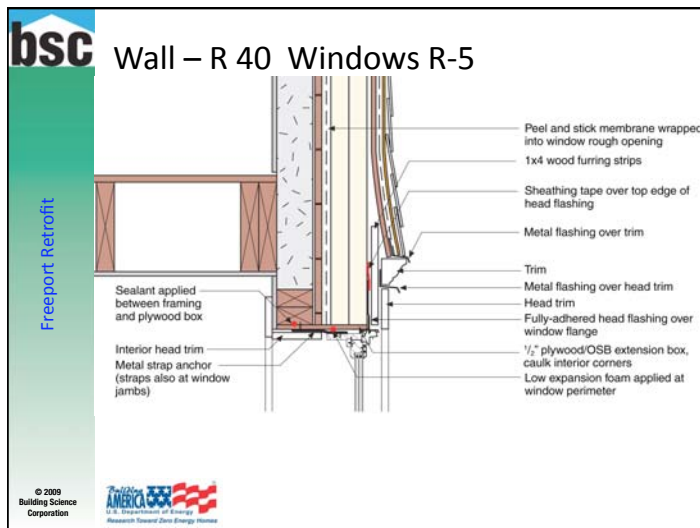 bsc
Wall – R 40 Windows R-5
Freeport Retrofit
Peel and stick membrane wrapped
into window rough opening
1x4 wood furring strips
Sheathing tape over top edge of
head flashing
Metal flashing over trim
Trim
Metal flashing over head trim
Head trim
Fully-adhered head flashing over
window flange
½" plywood/OSB extension box,
caulk interior corners
Low expansion foam applied at
window perimeter
Sealant applied
between framing
and plywood box
Interior head trim
Metal strap anchor
(straps also at window
jambs)
© 2009
Building Science
Corporation
Building
AMERICA
U.S. Department of Energy
Research Toward Zero Energy Homes